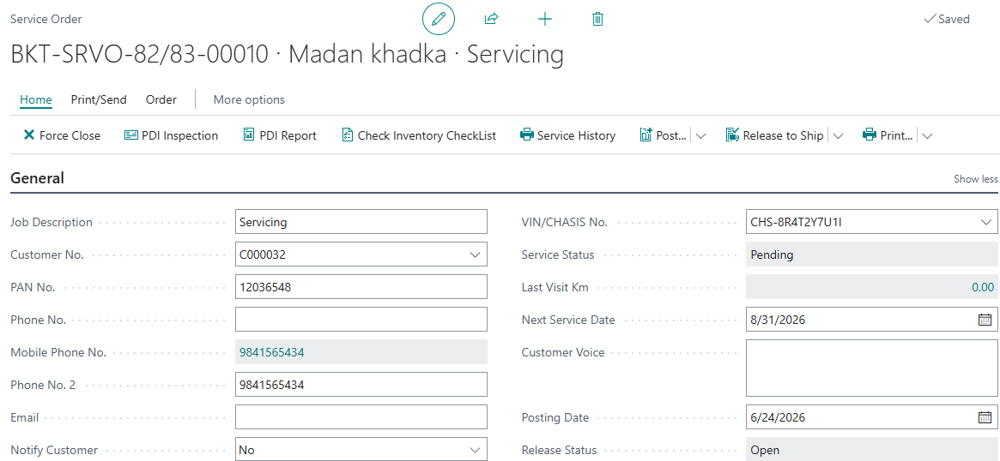 Service Order
Saved
BKT-SRVO-82/83-00010 · Madan khadka · Servicing
Home Print/Send Order More options
Force Close PDI Inspection PDI Report Check Inventory CheckList Service History Post... Release to Ship Print...
General Show less
Job Description Servicing
VIN/CHASIS No. CHS-8R4T2Y7U1I
Customer No. C000032
Service Status Pending
PAN No. 12036548
Last Visit Km 0.00
Phone No.
Next Service Date 8/31/2026
Mobile Phone No. 9841565434
Customer Voice
Phone No. 2 9841565434
Email
Posting Date 6/24/2026
Notify Customer No
Release Status Open